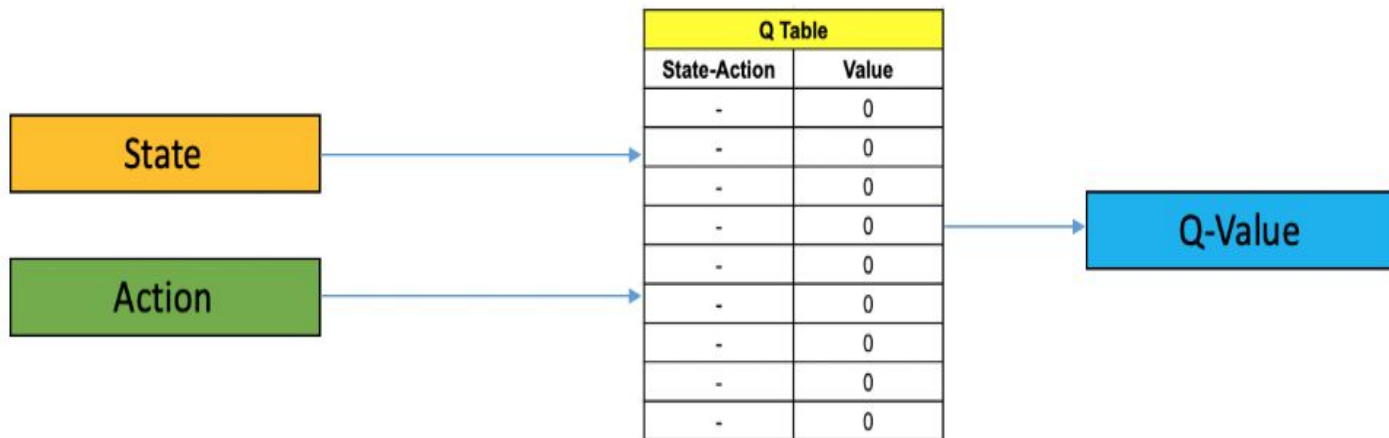 Q Table
State-Action Value
- 0
- 0
State
- 0
- 0
Q-Value
- 0
Action
- 0
- 0
- 0
- 0